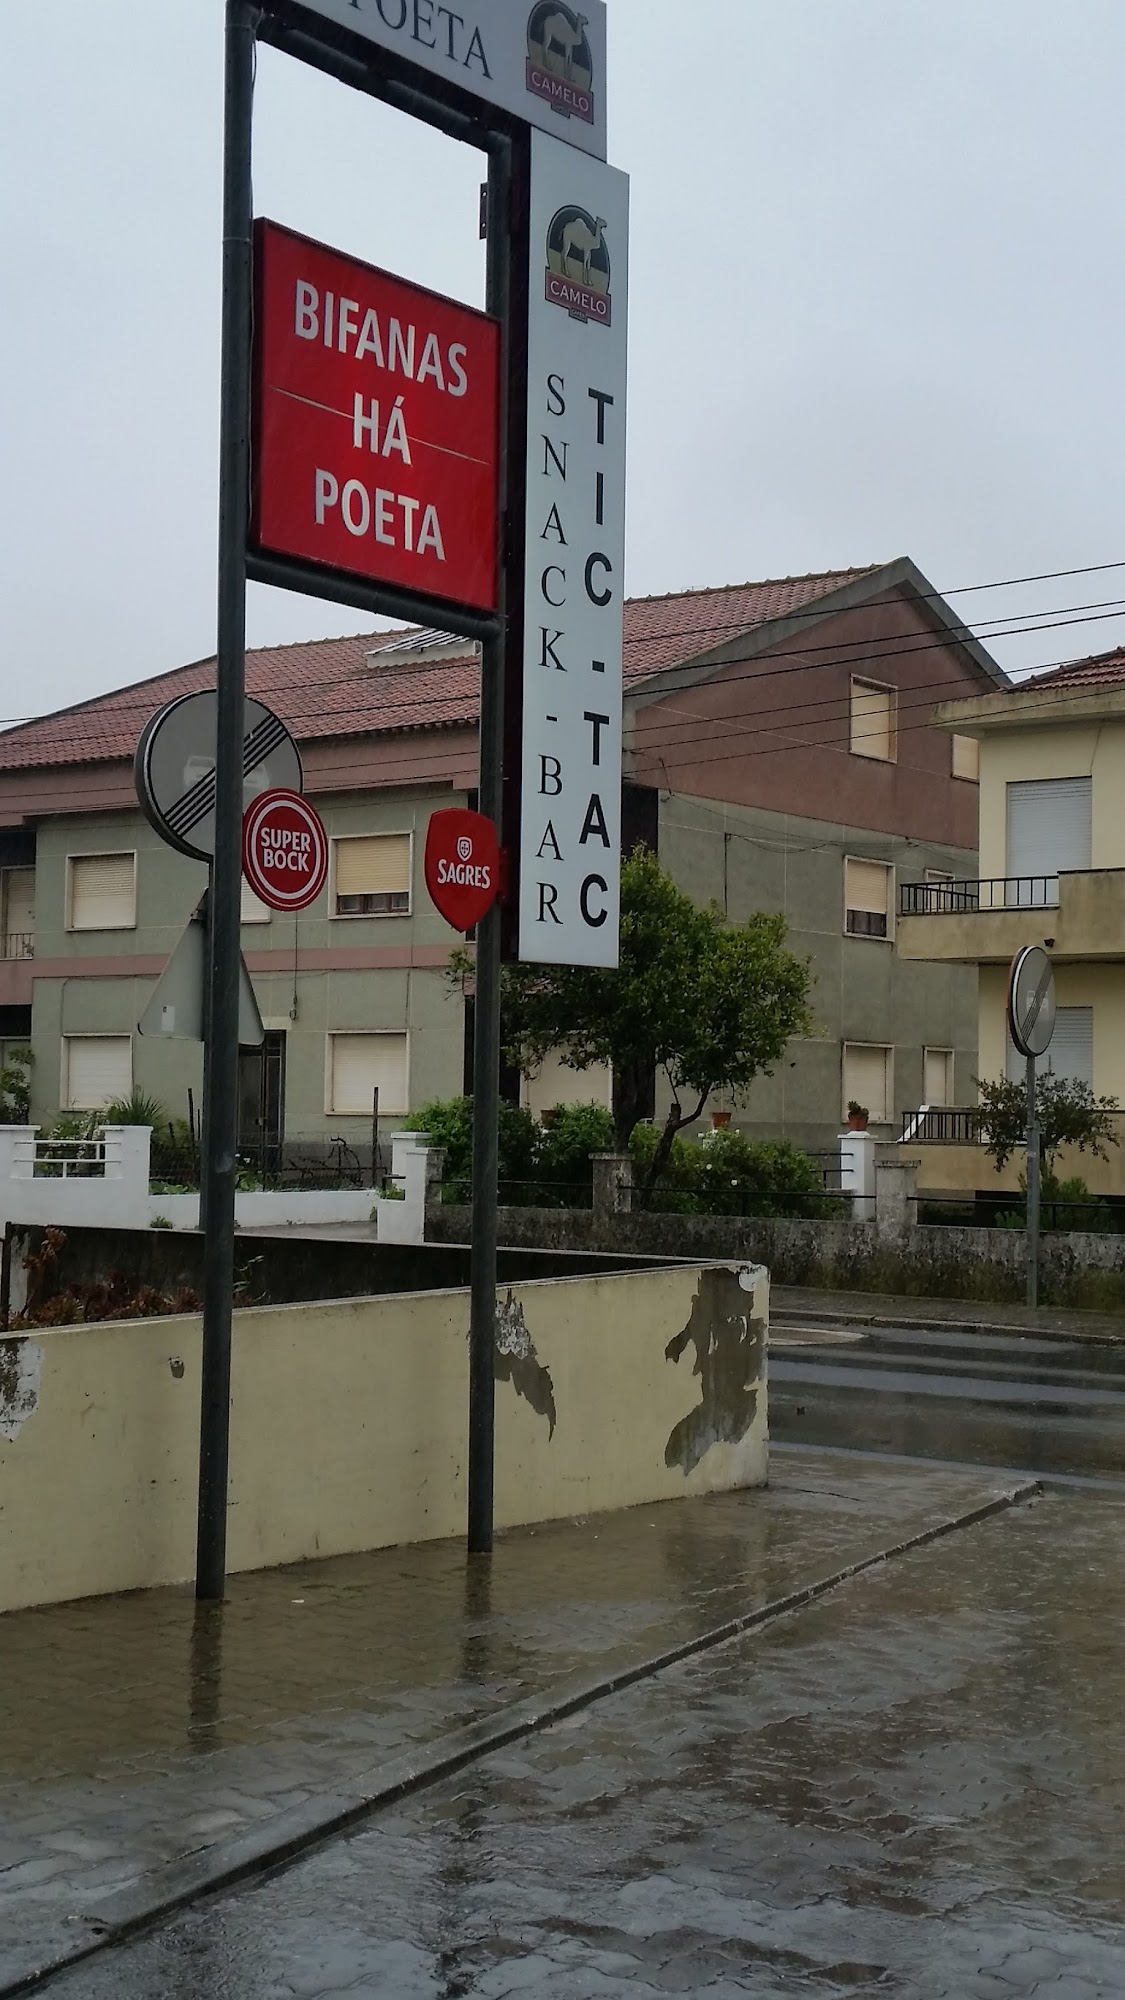 POETA
CAMELO
CAMELO
BIFANAS
HÁ
POETA
SNACK-BAR
TIC-TAC
SUPER
BOCK
SAGRES